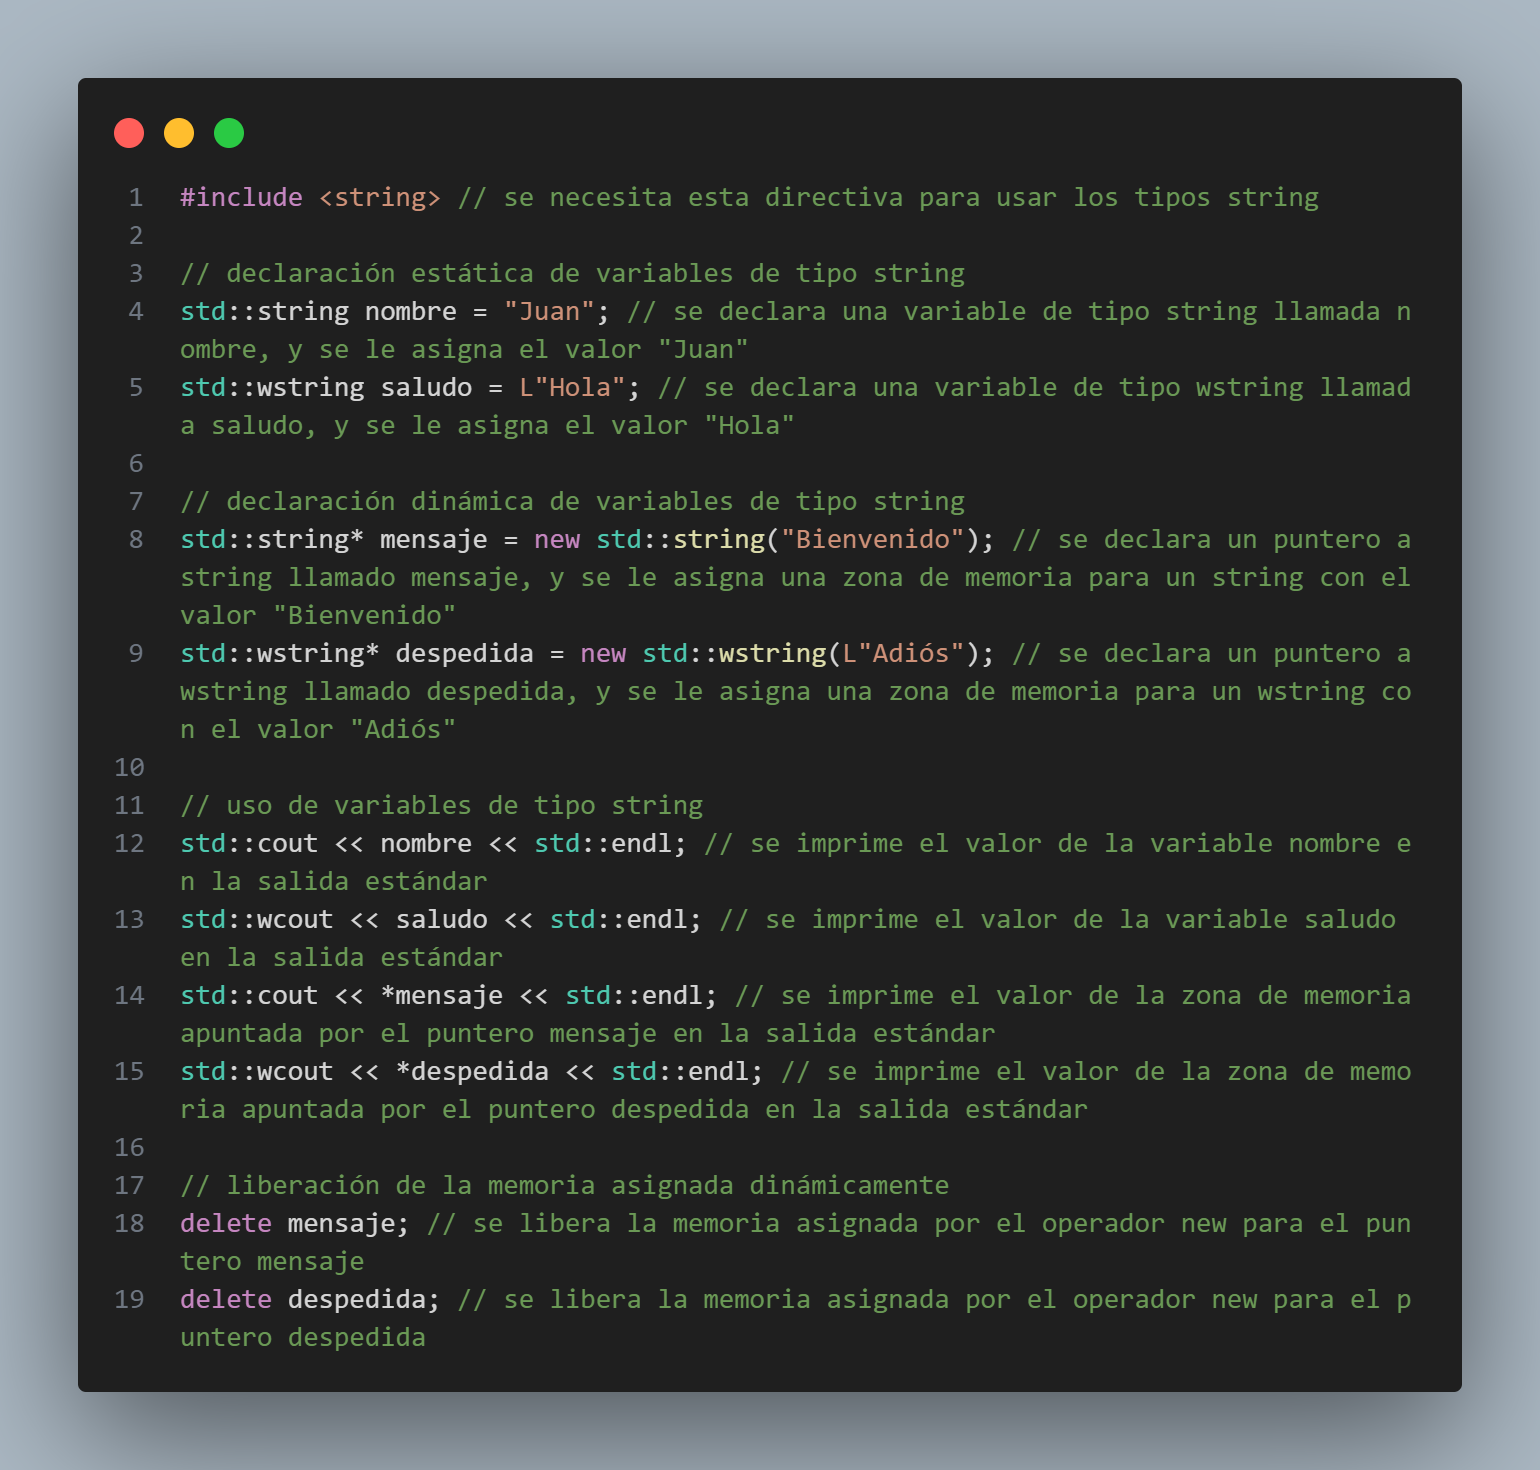 1 #include <string> // se necesita esta directiva para usar los tipos string
2
3 // declaración estática de variables de tipo string
4 std::string nombre = "Juan"; // se declara una variable de tipo string llamada n
ombre, y se le asigna el valor "Juan"
5 std::wstring saludo = L"Hola"; // se declara una variable de tipo wstring llamad
a saludo, y se le asigna el valor "Hola"
6
7 // declaración dinámica de variables de tipo string
8 std::string* mensaje = new std::string("Bienvenido"); // se declara un puntero a
string llamado mensaje, y se le asigna una zona de memoria para un string con el
valor "Bienvenido"
9 std::wstring* despedida = new std::wstring(L"Adiós"); // se declara un puntero a
wstring llamado despedida, y se le asigna una zona de memoria para un wstring co
n el valor "Adiós"
10
11 // uso de variables de tipo string
12 std::cout << nombre << std::endl; // se imprime el valor de la variable nombre e
n la salida estándar
13 std::wcout << saludo << std::endl; // se imprime el valor de la variable saludo
en la salida estándar
14 std::cout << *mensaje << std::endl; // se imprime el valor de la zona de memoria
apuntada por el puntero mensaje en la salida estándar
15 std::wcout << *despedida << std::endl; // se imprime el valor de la zona de memo
ria apuntada por el puntero despedida en la salida estándar
16
17 // liberación de la memoria asignada dinámicamente
18 delete mensaje; // se libera la memoria asignada por el operador new para el pun
tero mensaje
19 delete despedida; // se libera la memoria asignada por el operador new para el p
untero despedida